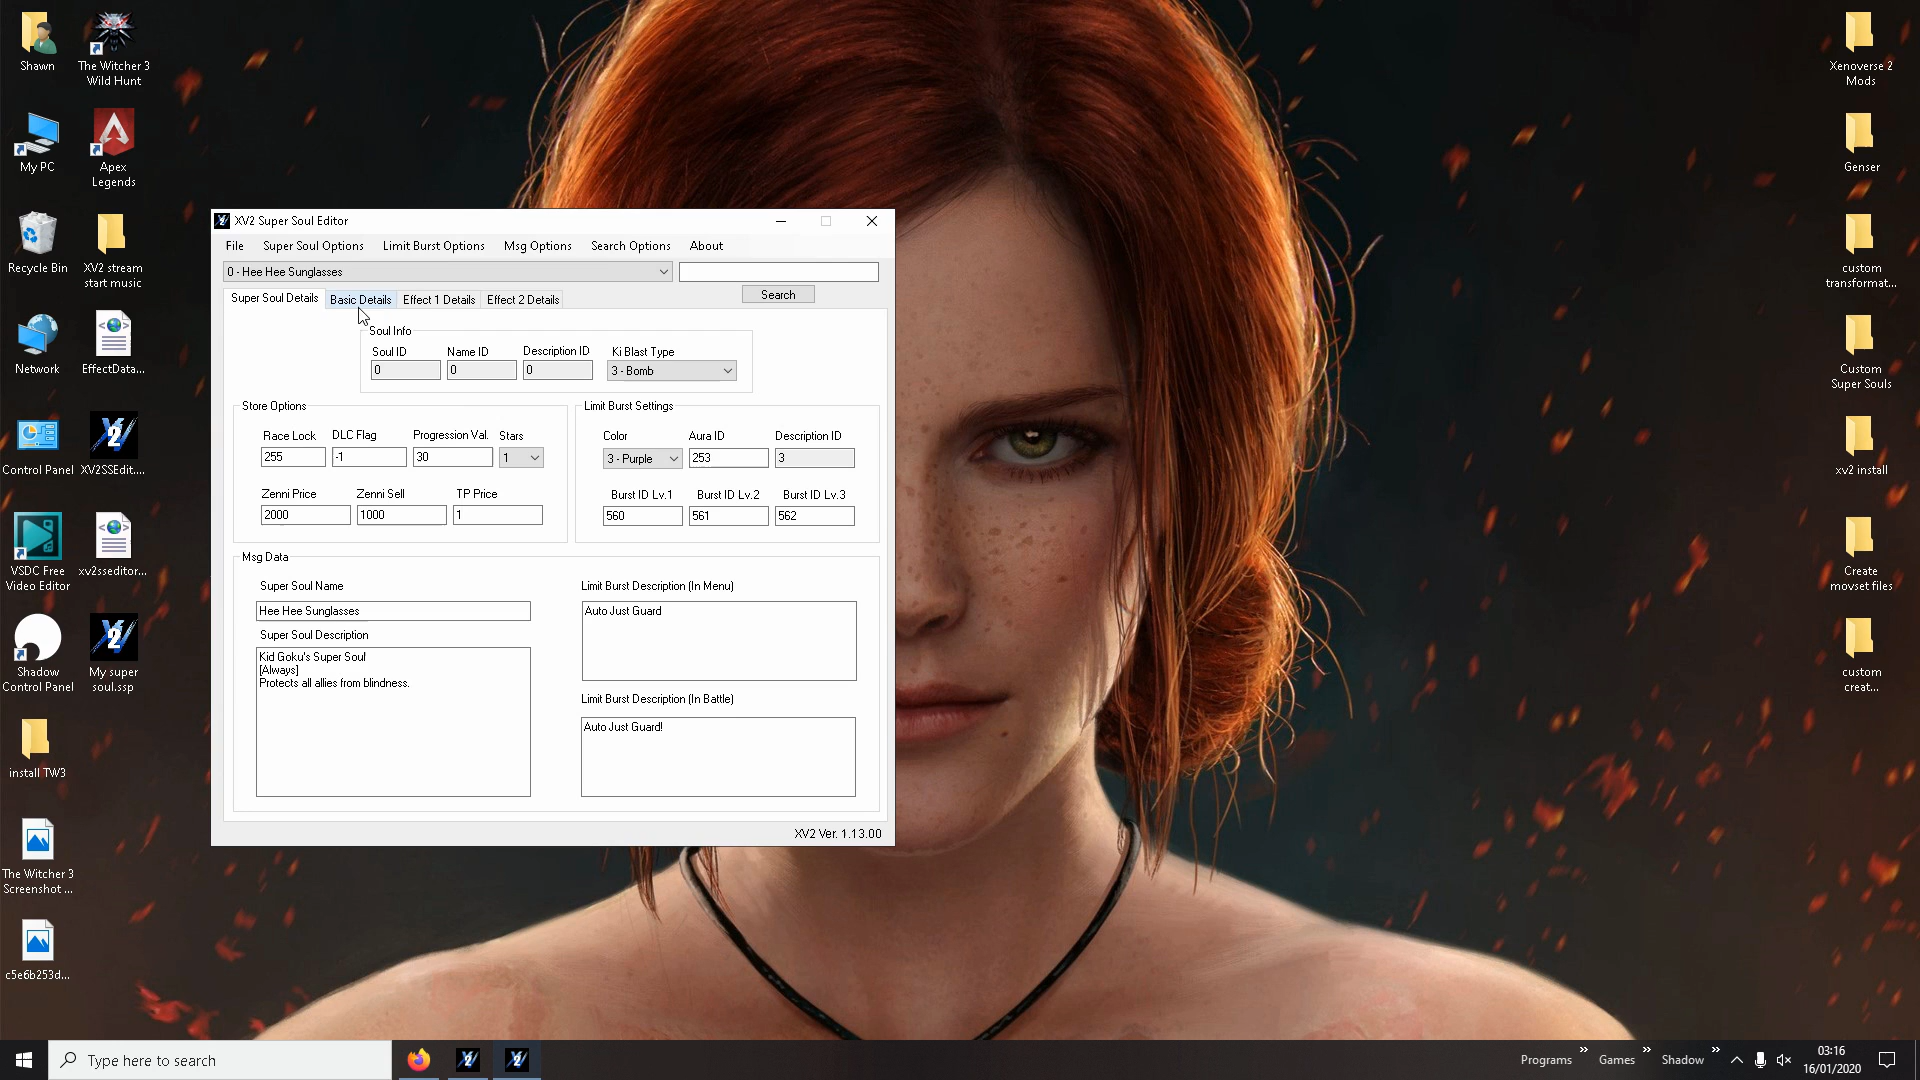 Shawn
The Witcher 3
Wild Hunt
My PC
Apex
Legends
Recycle Bin
XV2 stream
start music
Network
EffectData...
Control Panel
XV2SSEdit....
VSDC Free
Video Editor
xv2sseditor...
Shadow
Control Panel
My super
soul.ssp
install TW3
The Witcher 3
Screenshot ...
c5e6b253d...
XV2 Super Soul Editor
File Super Soul Options Limit Burst Options Msg Options Search Options About
0 - Hee Hee Sunglasses
Search
Super Soul Details Basic Details Effect 1 Details Effect 2 Details
Soul Info
Soul ID Name ID Description ID Ki Blast Type
0 0 0 3 - Bomb
Store Options
Race Lock DLC Flag Progression Val. Stars
255 -1 30 1
Zenni Price Zenni Sell TP Price
2000 1000 1
Limit Burst Settings
Color Aura ID Description ID
3 - Purple 253 3
Burst ID Lv.1 Burst ID Lv.2 Burst ID Lv.3
560 561 562
Msg Data
Super Soul Name
Hee Hee Sunglasses
Super Soul Description
Kid Goku's Super Soul
[Always]
Protects all allies from blindness.
Limit Burst Description (In Menu)
Auto Just Guard
Limit Burst Description (In Battle)
Auto Just Guard!
XV2 Ver. 1.13.00
Xenoverse 2
Mods
Genser
custom
transformat...
Custom
Super Souls
xv2 install
Create
movset files
custom
creat...
Type here to search
Programs
Games
Shadow
03:16
16/01/2020